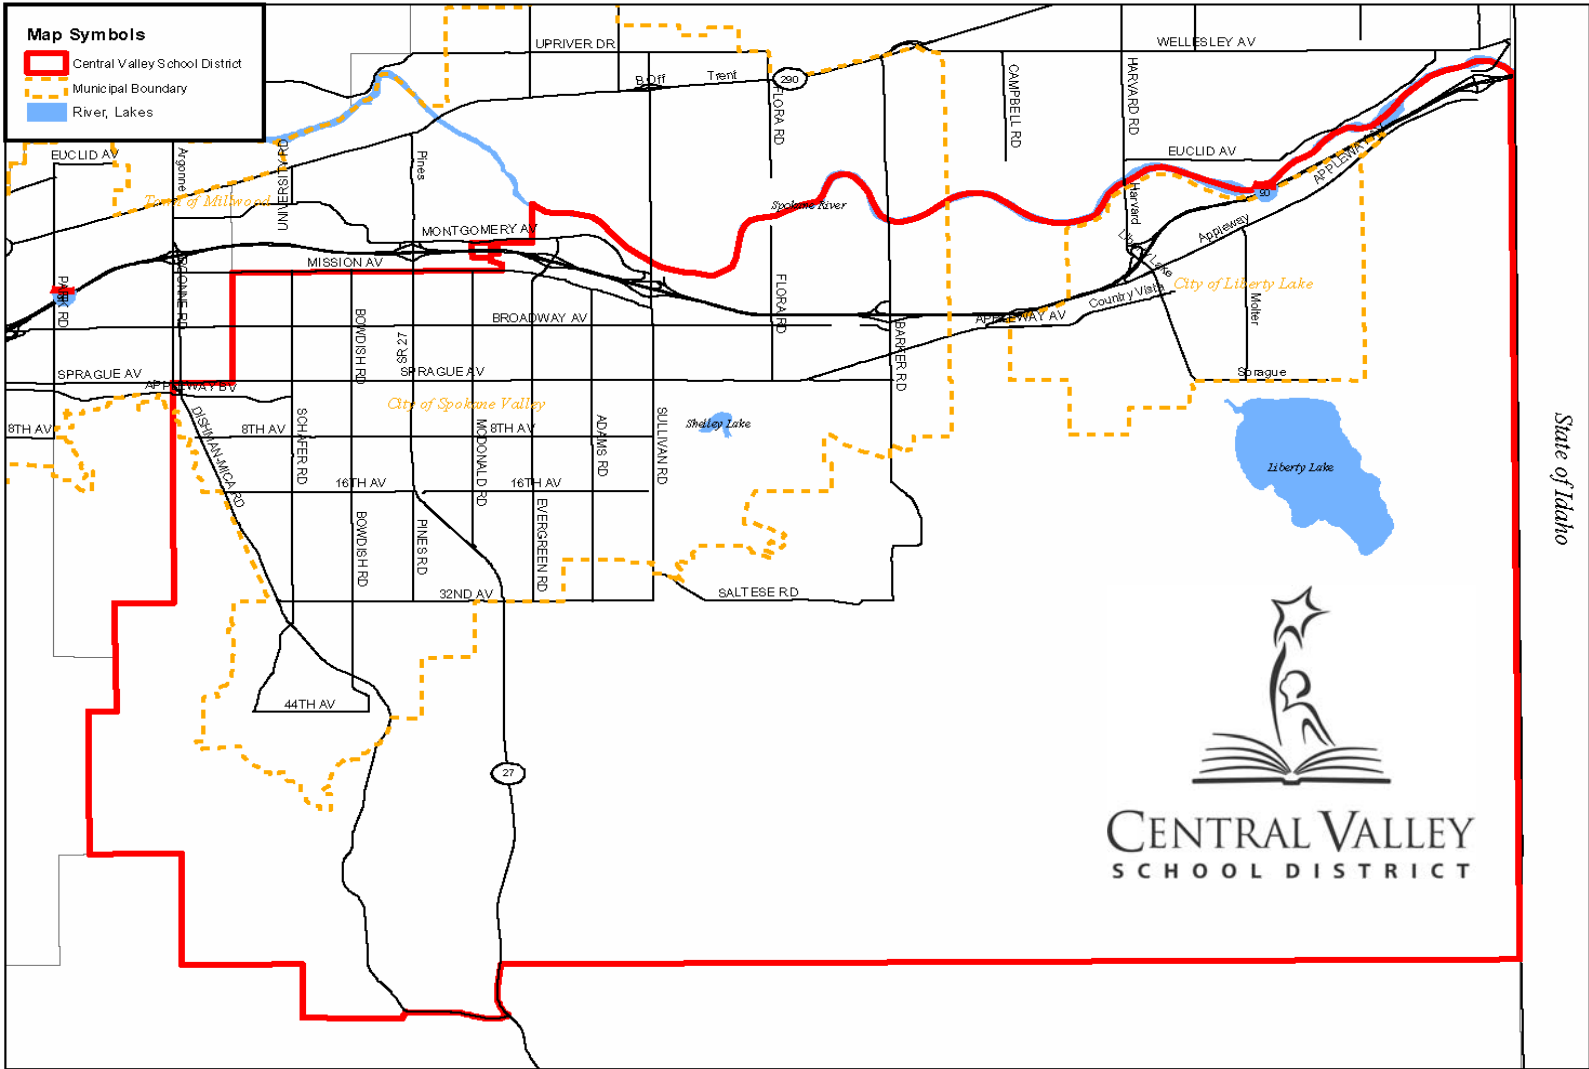 Map Symbols
Central Valley School District
Municipal Boundary
River, Lakes
UPRIVER DR
WELLESLEY AV
B Off
Trent
290
FLORA RD
CAMPBELL RD
HARVARD RD
EUCLID AV
Argonne
UNIVERSITY RD
Pines
EUCLID AV
APPLEWAY
90
Town of Millwood
Spokane River
Harvard
MONTGOMERY AV
Appleway
Liberty Lake
MISSION AV
City of Liberty Lake
PARK RD
ARGONNE RD
FLORA RD
Country Vista
Molter
BROADWAY AV
APPLEWAY AV
BOWDISH RD
SR 27
BARKER RD
SPRAGUE AV
SPRAGUE AV
Sprague
APPLEWAY BV
City of Spokane Valley
8TH AV
DISHMAN-MICA RD
8TH AV
SCHAFER RD
MCDONALD RD
8TH AV
ADAMS RD
SULLIVAN RD
Shelley Lake
State of Idaho
Liberty Lake
16TH AV
16TH AV
BOWDISH RD
PINES RD
EVERGREEN RD
32ND AV
SALTESE RD
44TH AV
27
CENTRAL VALLEY
SCHOOL DISTRICT